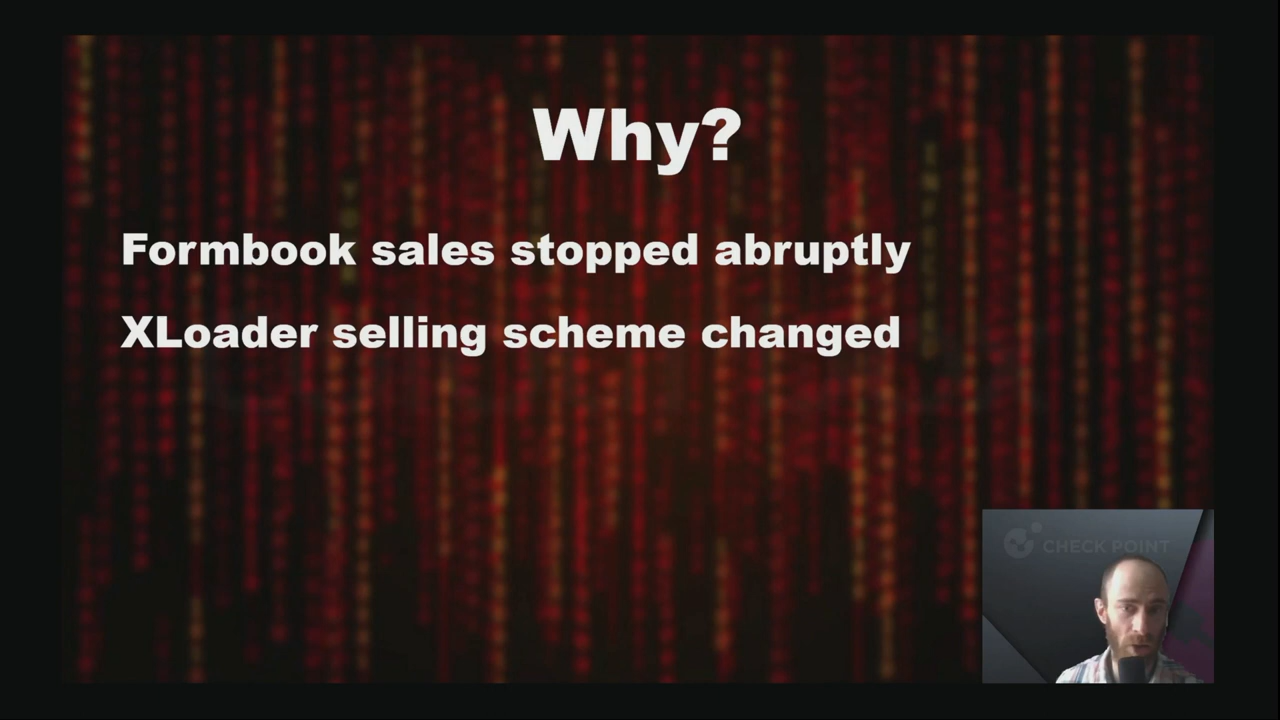 Why?
Formbook sales stopped abruptly
XLoader selling scheme changed
CHECK POINT